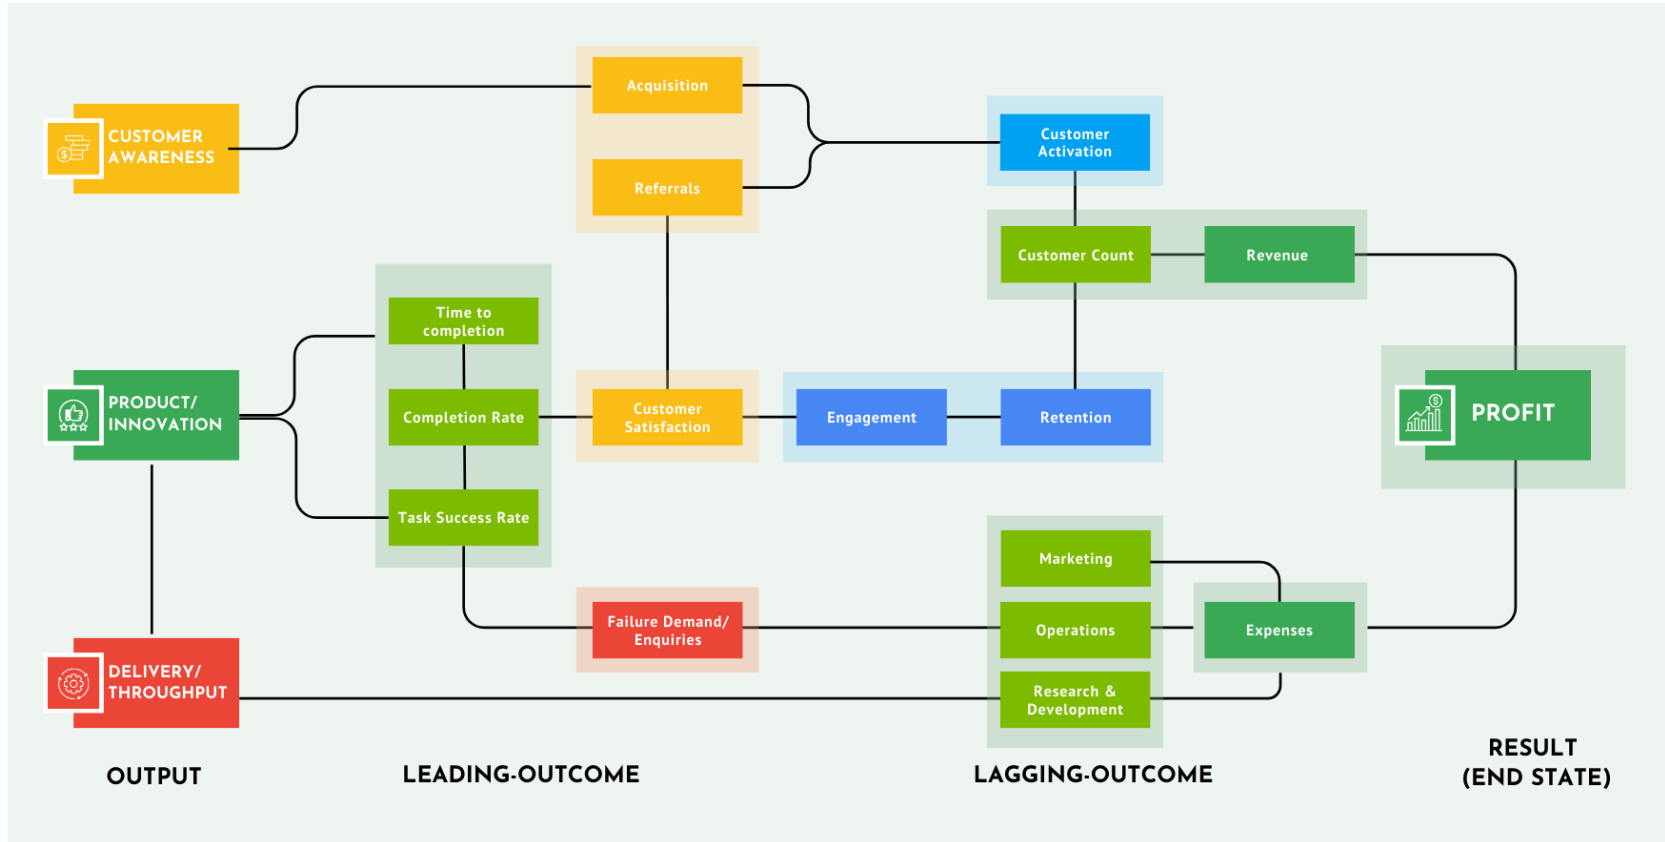 Acquisition
CUSTOMER
AWARENESS
Customer
Activation
Referrals
Customer Count
Revenue
Time to
completion
PRODUCT/
INNOVATION
Completion Rate
Customer
Satisfaction
Engagement
Retention
PROFIT
Task Success Rate
Marketing
Failure Demand/
Enquiries
Operations
Expenses
DELIVERY/
THROUGHPUT
Research &
Development
OUTPUT
LEADING-OUTCOME
LAGGING-OUTCOME
RESULT
(END STATE)